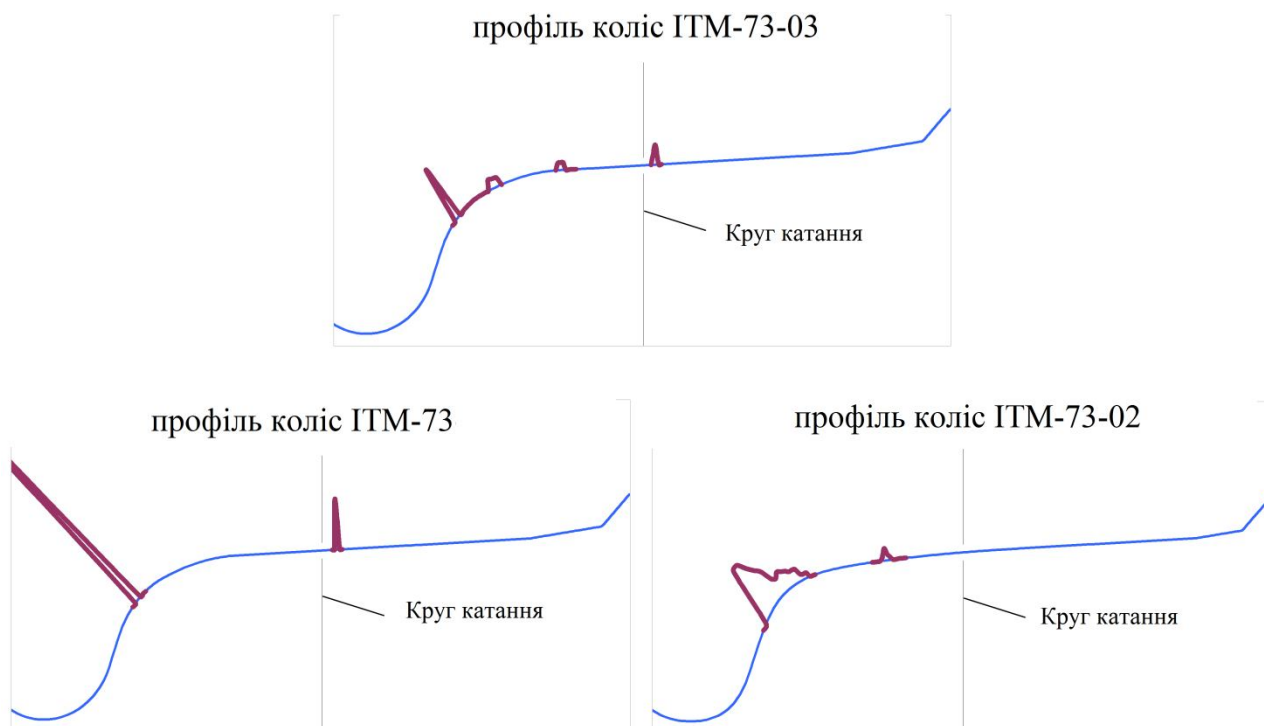 профіль коліс ІТМ-73-03
Круг катання
профіль коліс ІТМ-73
Круг катання
профіль коліс ІТМ-73-02
Круг катання